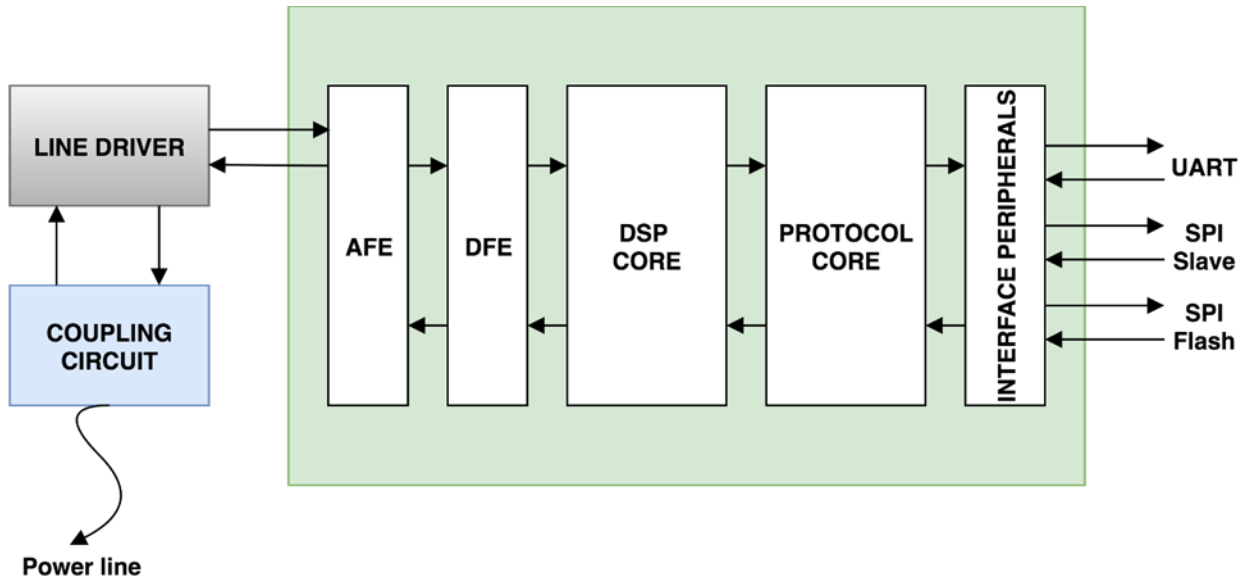 LINE DRIVER
COUPLING
CIRCUIT
Power line
AFE
DFE
DSP
CORE
PROTOCOL
CORE
INTERFACE PERIPHERALS
UART
SPI
Slave
SPI
Flash